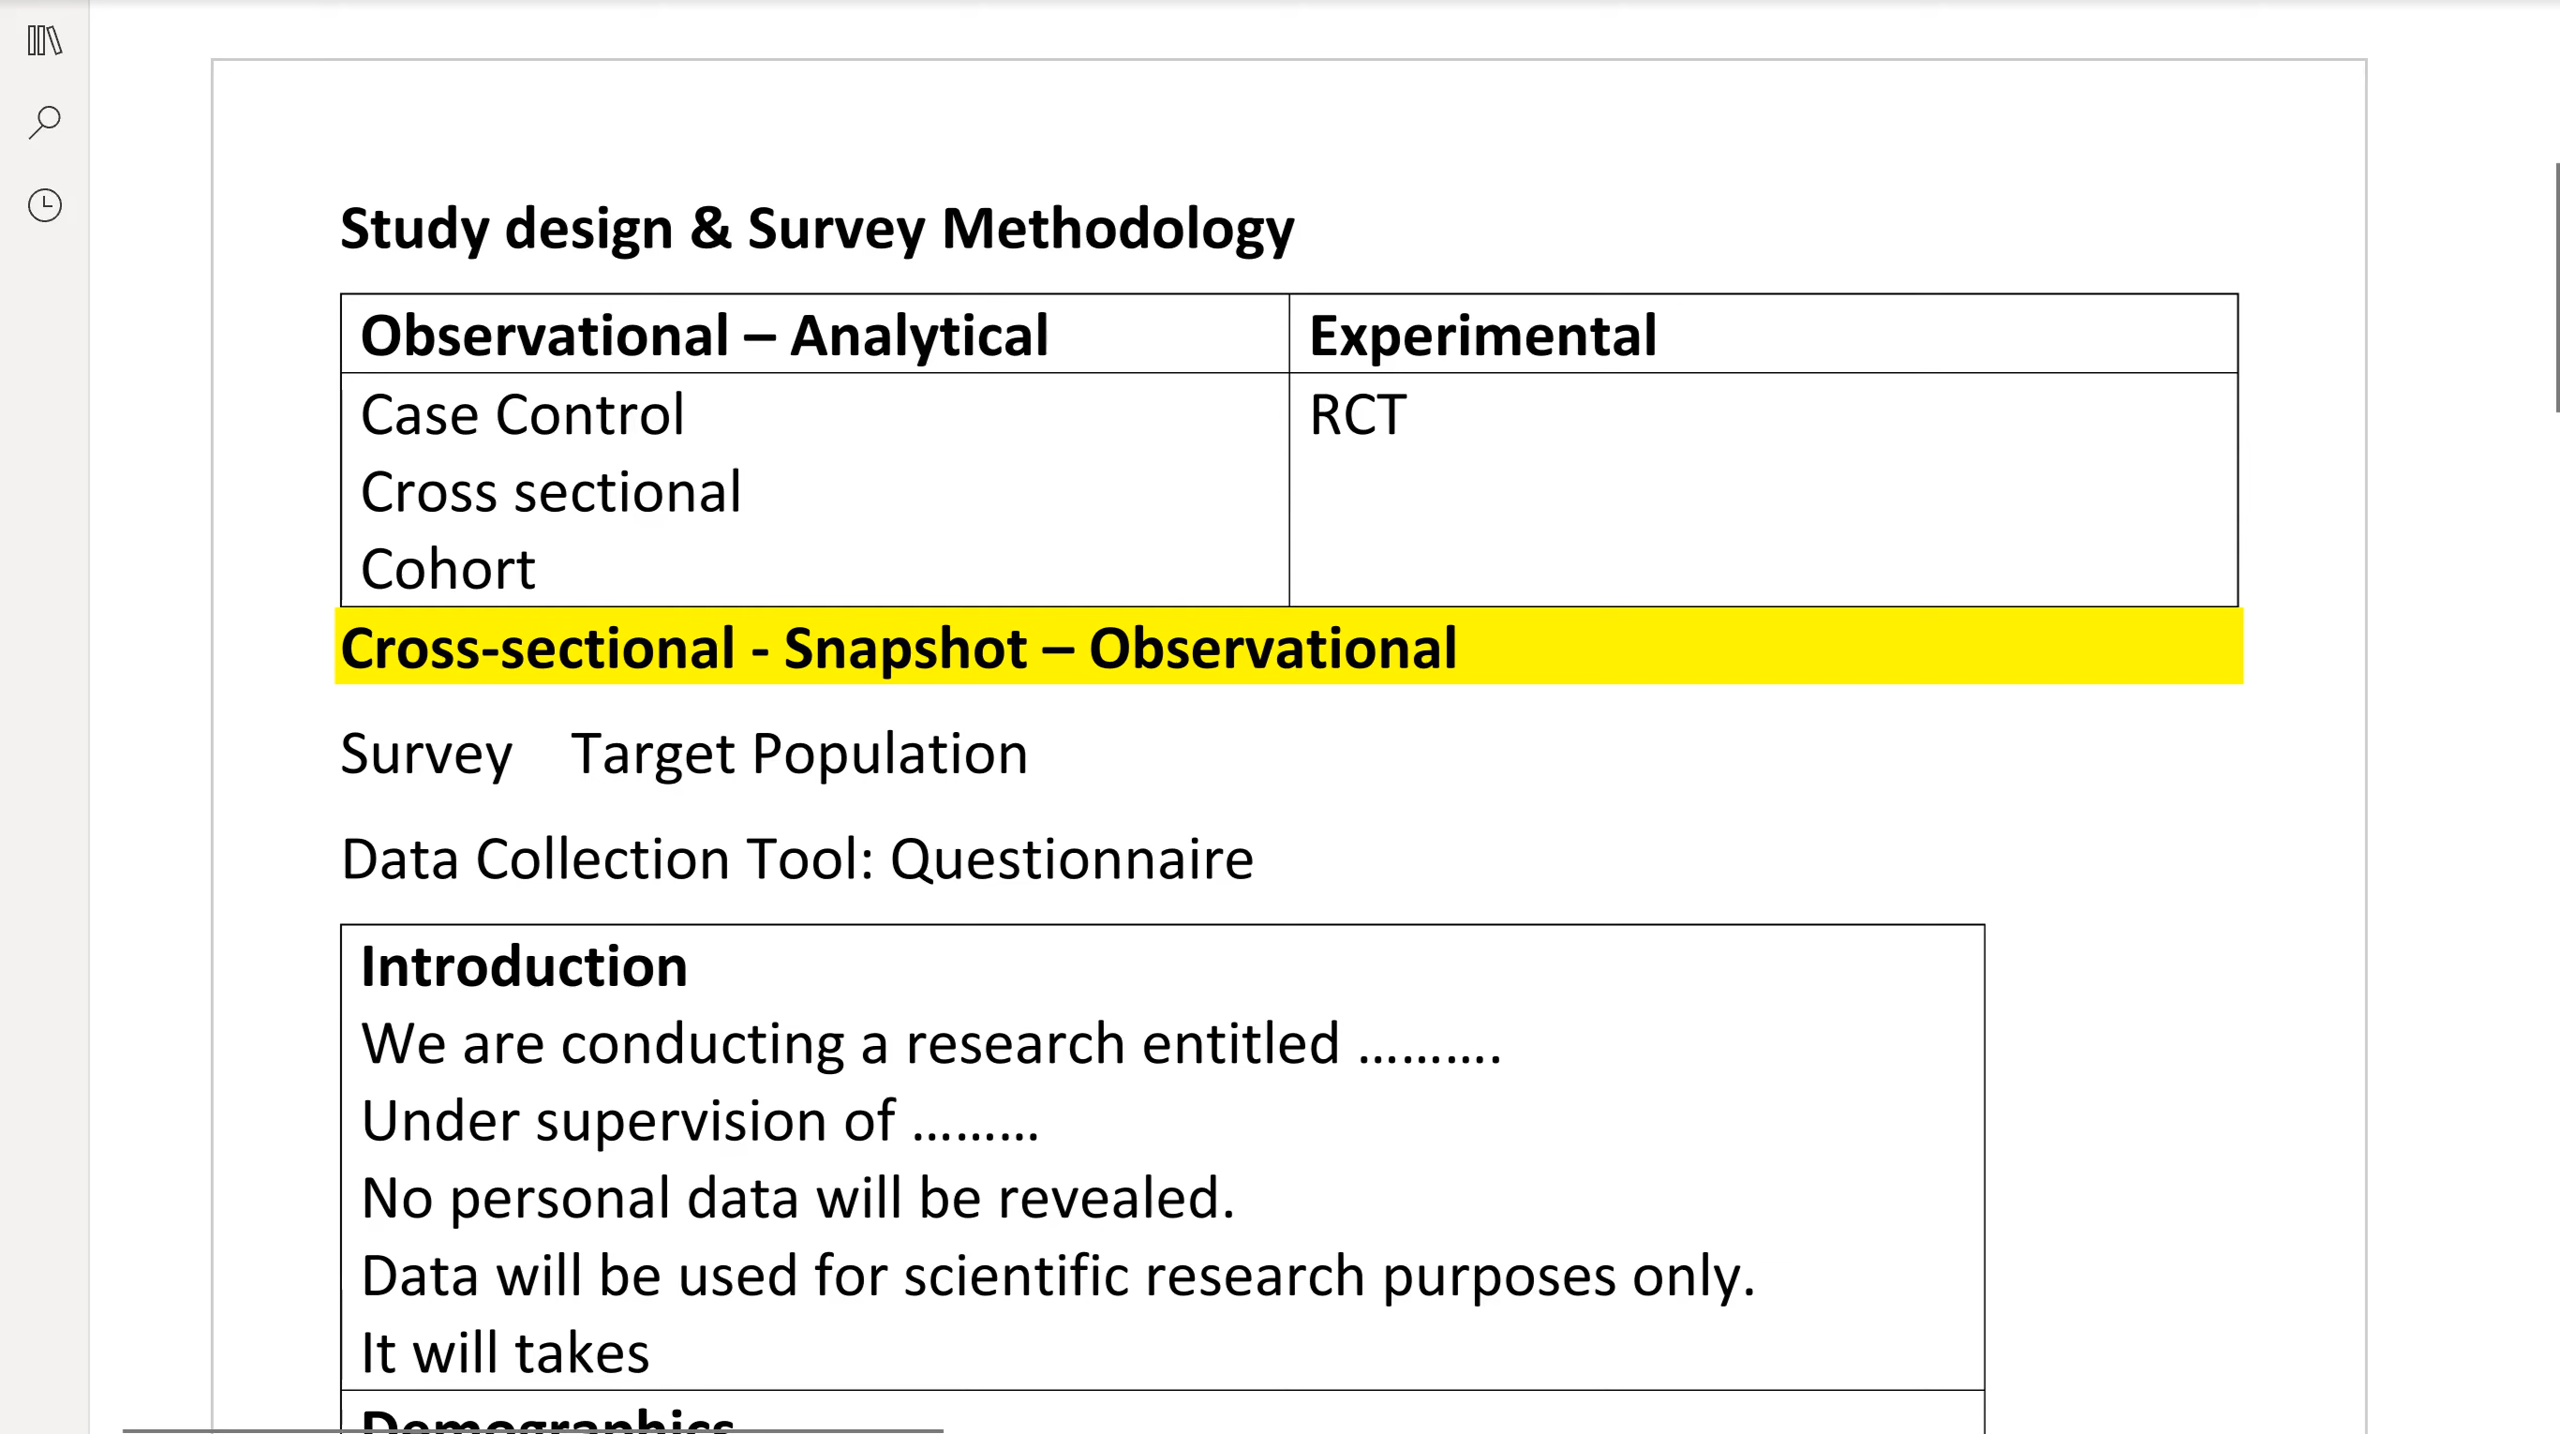 Study design & Survey Methodology
Observational – Analytical
Experimental
Case Control
Cross sectional
Cohort
RCT
Cross-sectional - Snapshot – Observational
Survey Target Population
Data Collection Tool: Questionnaire
Introduction
We are conducting a research entitled ……….
Under supervision of ………
No personal data will be revealed.
Data will be used for scientific research purposes only.
It will takes
Demographics